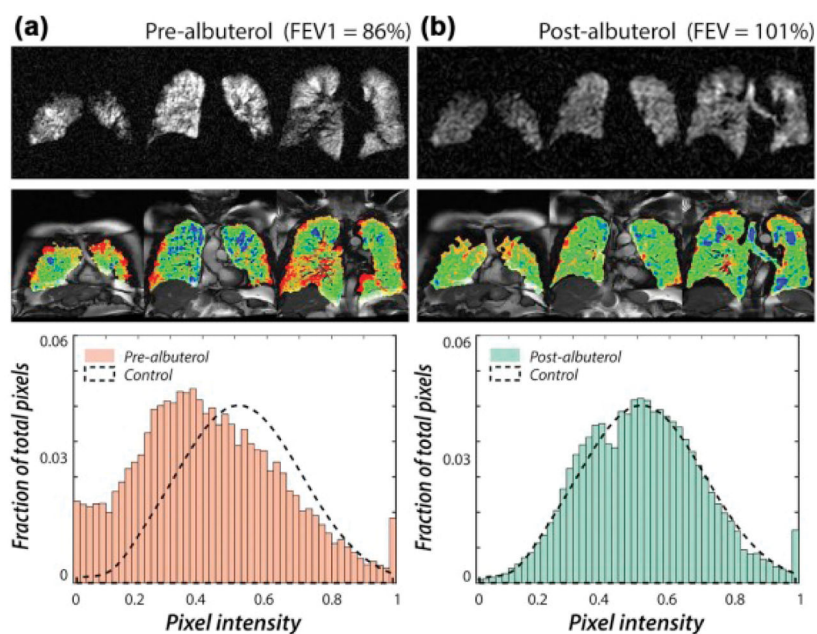 (a) Pre-albuterol (FEV1 = 86%)
(b) Post-albuterol (FEV = 101%)
0.06
Pre-albuterol
Control
0.03
0
Fraction of total pixels
0 0.2 0.4 0.6 0.8 1
Pixel intensity
0.06
Post-albuterol
Control
0.03
0
Fraction of total pixels
0 0.2 0.4 0.6 0.8 1
Pixel intensity